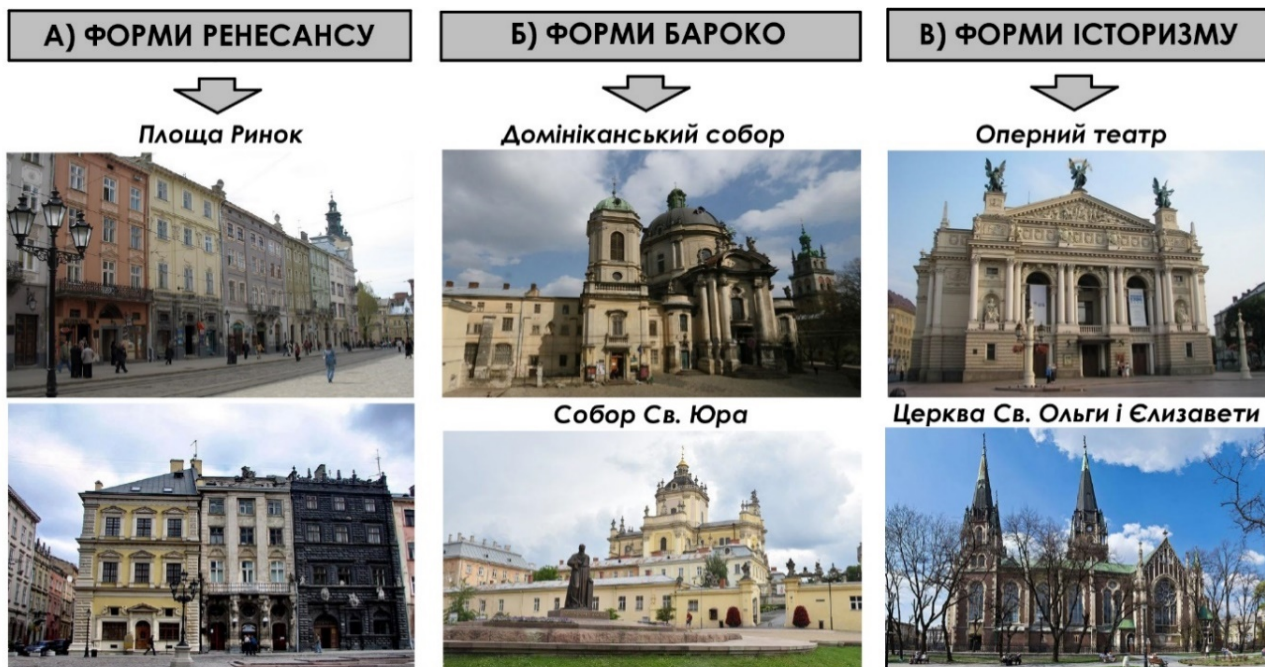 А) ФОРМИ РЕНЕСАНСУ
Площа Ринок
Б) ФОРМИ БАРОКО
Домініканський собор
Собор Св. Юра
В) ФОРМИ ІСТОРИЗМУ
Оперний театр
Церква Св. Ольги і Єлизавети